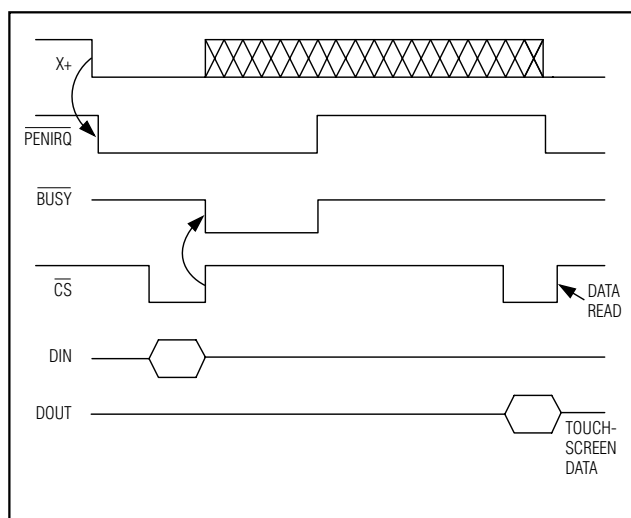 X+
PENIRQ
BUSY
CS
DATA
READ
DIN
DOUT
TOUCH-
SCREEN
DATA